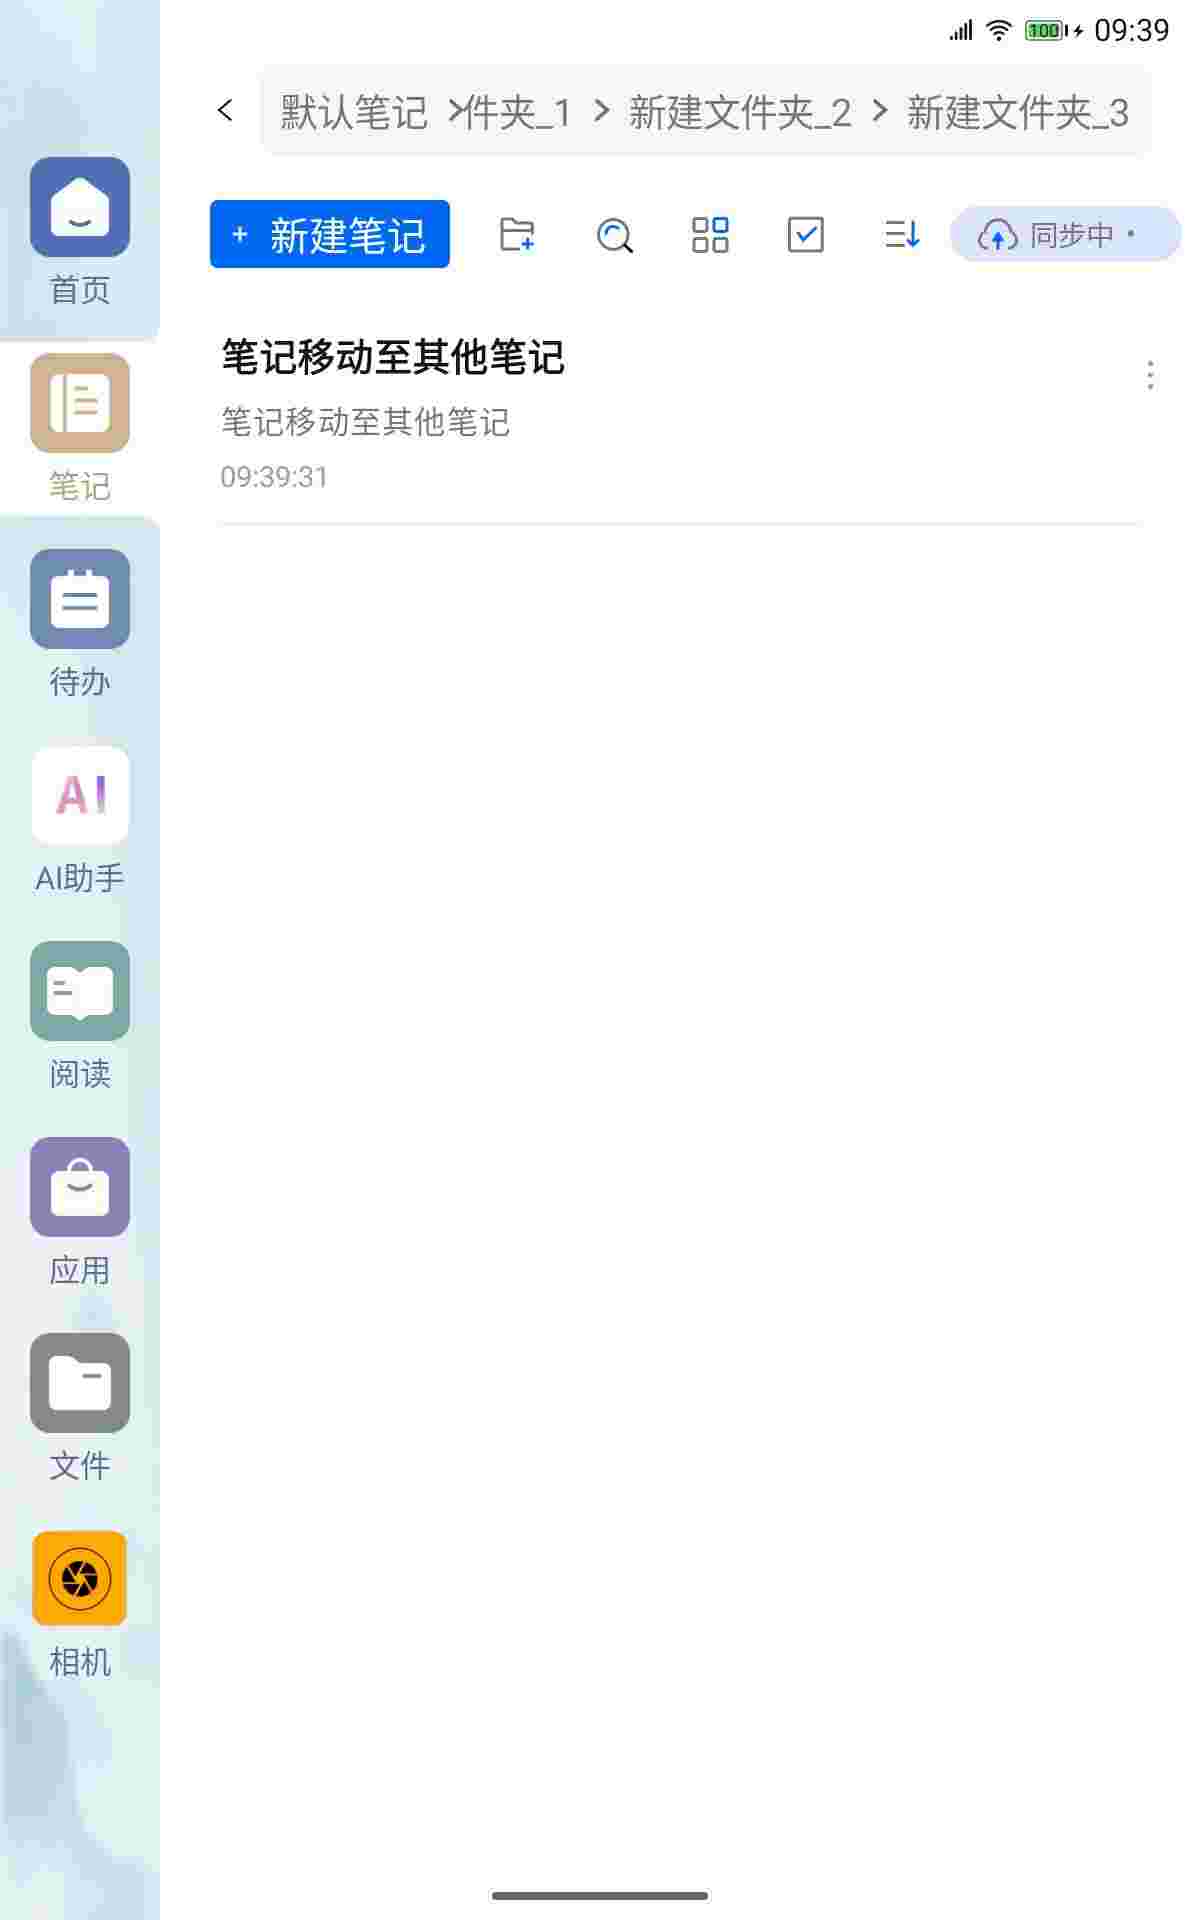 100 09:39
默认笔记 >件夹_1 > 新建文件夹_2 > 新建文件夹_3
+ 新建笔记
同步中 ·
笔记移动至其他笔记
笔记移动至其他笔记
09:39:31
首页
笔记
待办
AI
AI助手
阅读
应用
文件
相机